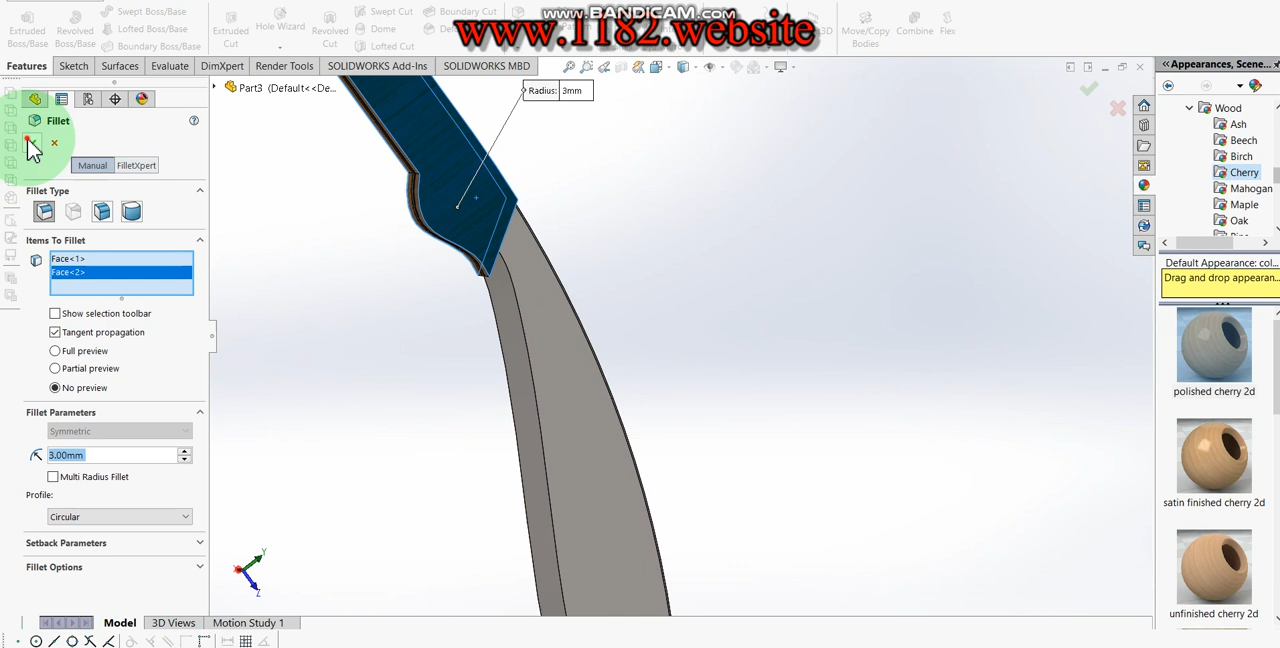 www.BANDICAM.com
www.1182.website
Extruded Boss/Base
Revolved Boss/Base
Swept Boss/Base
Lofted Boss/Base
Boundary Boss/Base
Extruded Cut
Hole Wizard
Revolved Cut
Swept Cut
Dome
Lofted Cut
Boundary Cut
Move/Copy Bodies
Combine
Flex
Features
Sketch
Surfaces
Evaluate
DimXpert
Render Tools
SOLIDWORKS Add-Ins
SOLIDWORKS MBD
Appearances, Scene...
Part3 (Default<<De...
Radius: 3mm
Fillet
Manual
FilletXpert
Fillet Type
Items To Fillet
Face<1>
Face<2>
Show selection toolbar
Tangent propagation
Full preview
Partial preview
No preview
Fillet Parameters
Symmetric
3.00mm
Multi Radius Fillet
Profile:
Circular
Setback Parameters
Fillet Options
Y
Z
Model
3D Views
Motion Study 1
Wood
Ash
Beech
Birch
Cherry
Mahogan
Maple
Oak
Default Appearance: col...
Drag and drop appearan...
polished cherry 2d
satin finished cherry 2d
unfinished cherry 2d